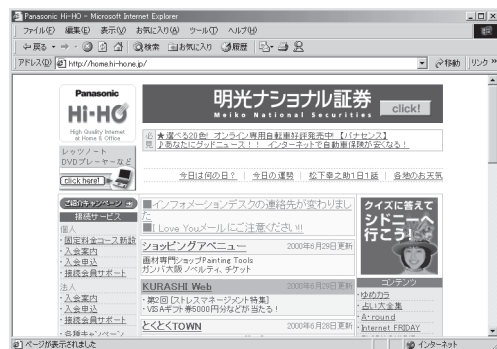 Panasonic Hi-HO - Microsoft Internet Explorer
ファイル(F) 編集(E) 表示(V) お気に入り(A) ツール(T) ヘルプ(H)
戻る 検索 お気に入り 履歴
アドレス(D) http://home.hi-ho.ne.jp/ 移動 リンク »
Panasonic
Hi-HO
High Quality Internet
at Home & Office
明光ナショナル証券
Meiko National Securities
click!
必見
★選べる20色! オンライン専用自転車好評発売中 【パナセンス】
♪あなたにグッドニュース!! インターネットで自動車保険が安くなる!
レッツノート
DVDプレーヤーなど
click here!
今日は何の日? | 今日の運勢 | 松下幸之助1日1話 | 各地のお天気
ご紹介キャンペーン
接続サービス
個人
・固定料金コース新設
・入会案内
・入会申込
・接続会員サポート
法人
・入会案内
・入会申込
・接続会員サポート
・各種キャンペーン
■インフォメーションデスクの連絡先が変わりまし
た
■I Love Youメールにご注意ください!!!
ショッピングアベニュー 2000年6月29日更新
画材専門ショップPainting Tools
ガンバ大阪 ノベルティ、チケット
KURASHI Web 2000年6月29日更新
・第2回 [ストレスマネージメント特集]
・VISAギフト券5000円分などが当たる!
とくとくTOWN 2000年6月28日更新
クイズに答えて
シドニーへ
行こう!
コンテンツ
・ゆめカラ
・占い大全集
・A・round
・Internet FRIDAY
ページが表示されました インターネット